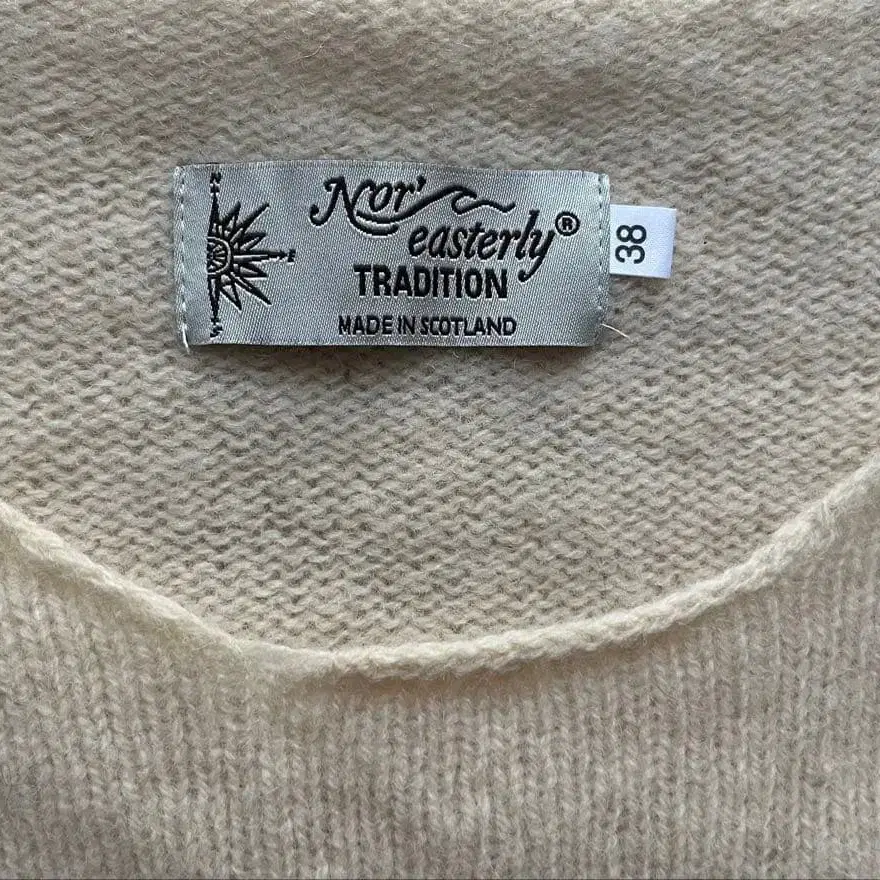 Nor'
easterly®
TRADITION
MADE IN SCOTLAND
38
N
E
S